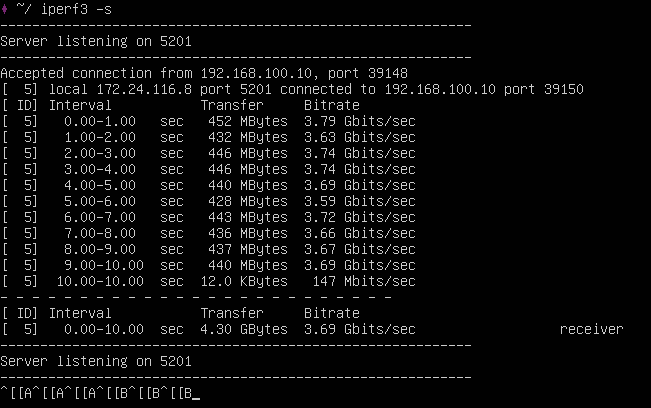 ♦ ~/ iperf3 -s
-----------------------------------------------------------
Server listening on 5201
-----------------------------------------------------------
Accepted connection from 192.168.100.10, port 39148
[  5] local 172.24.116.8 port 5201 connected to 192.168.100.10 port 39150
[ ID] Interval           Transfer     Bitrate
[  5]   0.00-1.00   sec   452 MBytes  3.79 Gbits/sec
[  5]   1.00-2.00   sec   432 MBytes  3.63 Gbits/sec
[  5]   2.00-3.00   sec   446 MBytes  3.74 Gbits/sec
[  5]   3.00-4.00   sec   446 MBytes  3.74 Gbits/sec
[  5]   4.00-5.00   sec   440 MBytes  3.69 Gbits/sec
[  5]   5.00-6.00   sec   428 MBytes  3.59 Gbits/sec
[  5]   6.00-7.00   sec   443 MBytes  3.72 Gbits/sec
[  5]   7.00-8.00   sec   436 MBytes  3.66 Gbits/sec
[  5]   8.00-9.00   sec   437 MBytes  3.67 Gbits/sec
[  5]   9.00-10.00  sec   440 MBytes  3.69 Gbits/sec
[  5]  10.00-10.00  sec  12.0 KBytes   147 Mbits/sec
- - - - - - - - - - - - - - - - - - - - - - - - -
[ ID] Interval           Transfer     Bitrate
[  5]   0.00-10.00  sec  4.30 GBytes  3.69 Gbits/sec                  receiver
-----------------------------------------------------------
Server listening on 5201
-----------------------------------------------------------
^[[A^[[A^[[A^[[B^[[B^[[B_